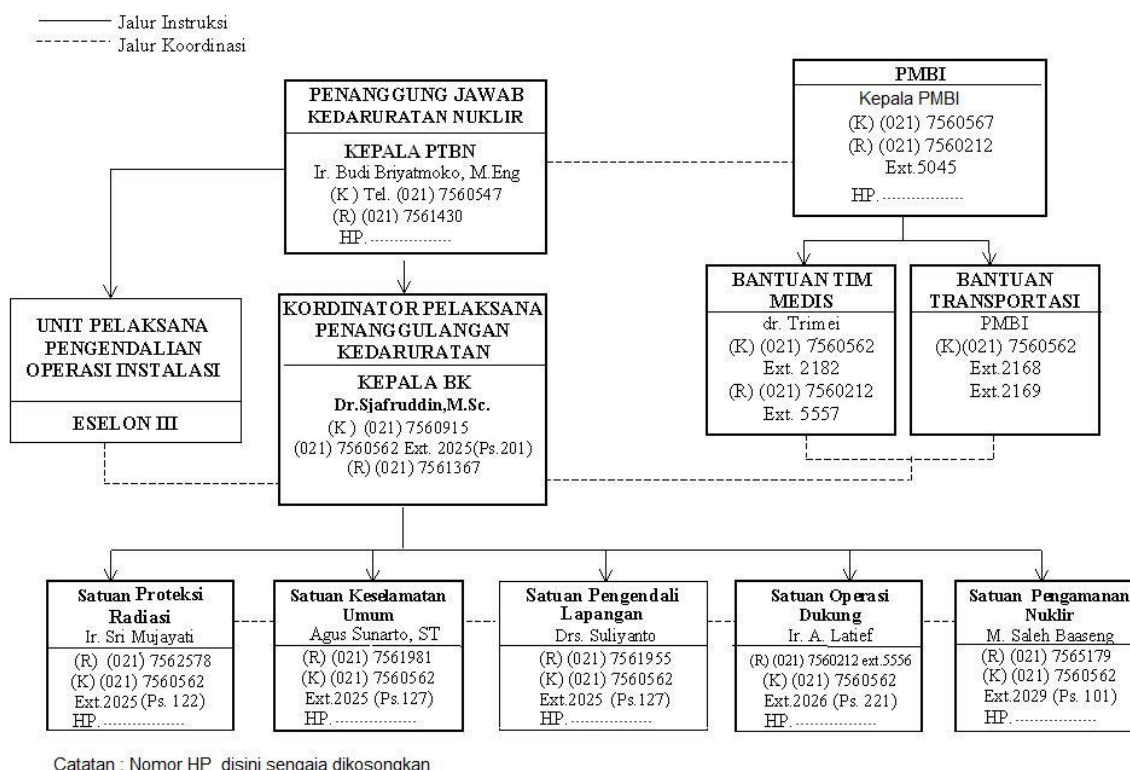 Jalur Instruksi
Jalur Koordinasi
PENANGGUNG JAWAB
KEDARURATAN NUKLIR
KEPALA PTBN
Ir. Budi Briyatmoko, M.Eng
(K ) Tel. (021) 7560547
(R) (021) 7561430
HP. ................
PMBI
Kepala PMBI
(K) (021) 7560567
(R) (021) 7560212
Ext.5045
HP. ................
UNIT PELAKSANA
PENGENDALIAN
OPERASI INSTALASI
ESELON III
KORDINATOR PELAKSANA
PENANGGULANGAN
KEDARURATAN
KEPALA BK
Dr.Sjafruddin,M.Sc.
(K ) (021) 7560915
(021) 7560562 Ext. 2025(Ps.201)
(R) (021) 7561367
BANTUAN TIM
MEDIS
dr. Trimei
(K) (021) 7560562
Ext. 2182
(R) (021) 7560212
Ext. 5557
BANTUAN
TRANSPORTASI
PMBI
(K)(021) 7560562
Ext.2168
Ext.2169
Satuan Proteksi
Radiasi
Ir. Sri Mujayati
(R) (021) 7562578
(K) (021) 7560562
Ext.2025 (Ps. 122)
HP. ................
Satuan Keselamatan
Umum
Agus Sunarto, ST
(R) (021) 7561981
(K) (021) 7560562
Ext.2025 (Ps.127)
HP. ................
Satuan Pengendali
Lapangan
Drs. Suliyanto
(R) (021) 7561955
(K) (021) 7560562
Ext.2025 (Ps.127)
HP. ................
Satuan Operasi
Dukung
Ir. A. Latief
(R) (021) 7560212 ext.5556
(K) (021) 7560562
Ext.2026 (Ps. 221)
HP. ................
Satuan Pengamanan
Nuklir
M. Saleh Baaseng
(R) (021) 7565179
(K) (021) 7560562
Ext.2029 (Ps. 101)
HP. ................
Catatan : Nomor HP disini sengaja dikosongkan